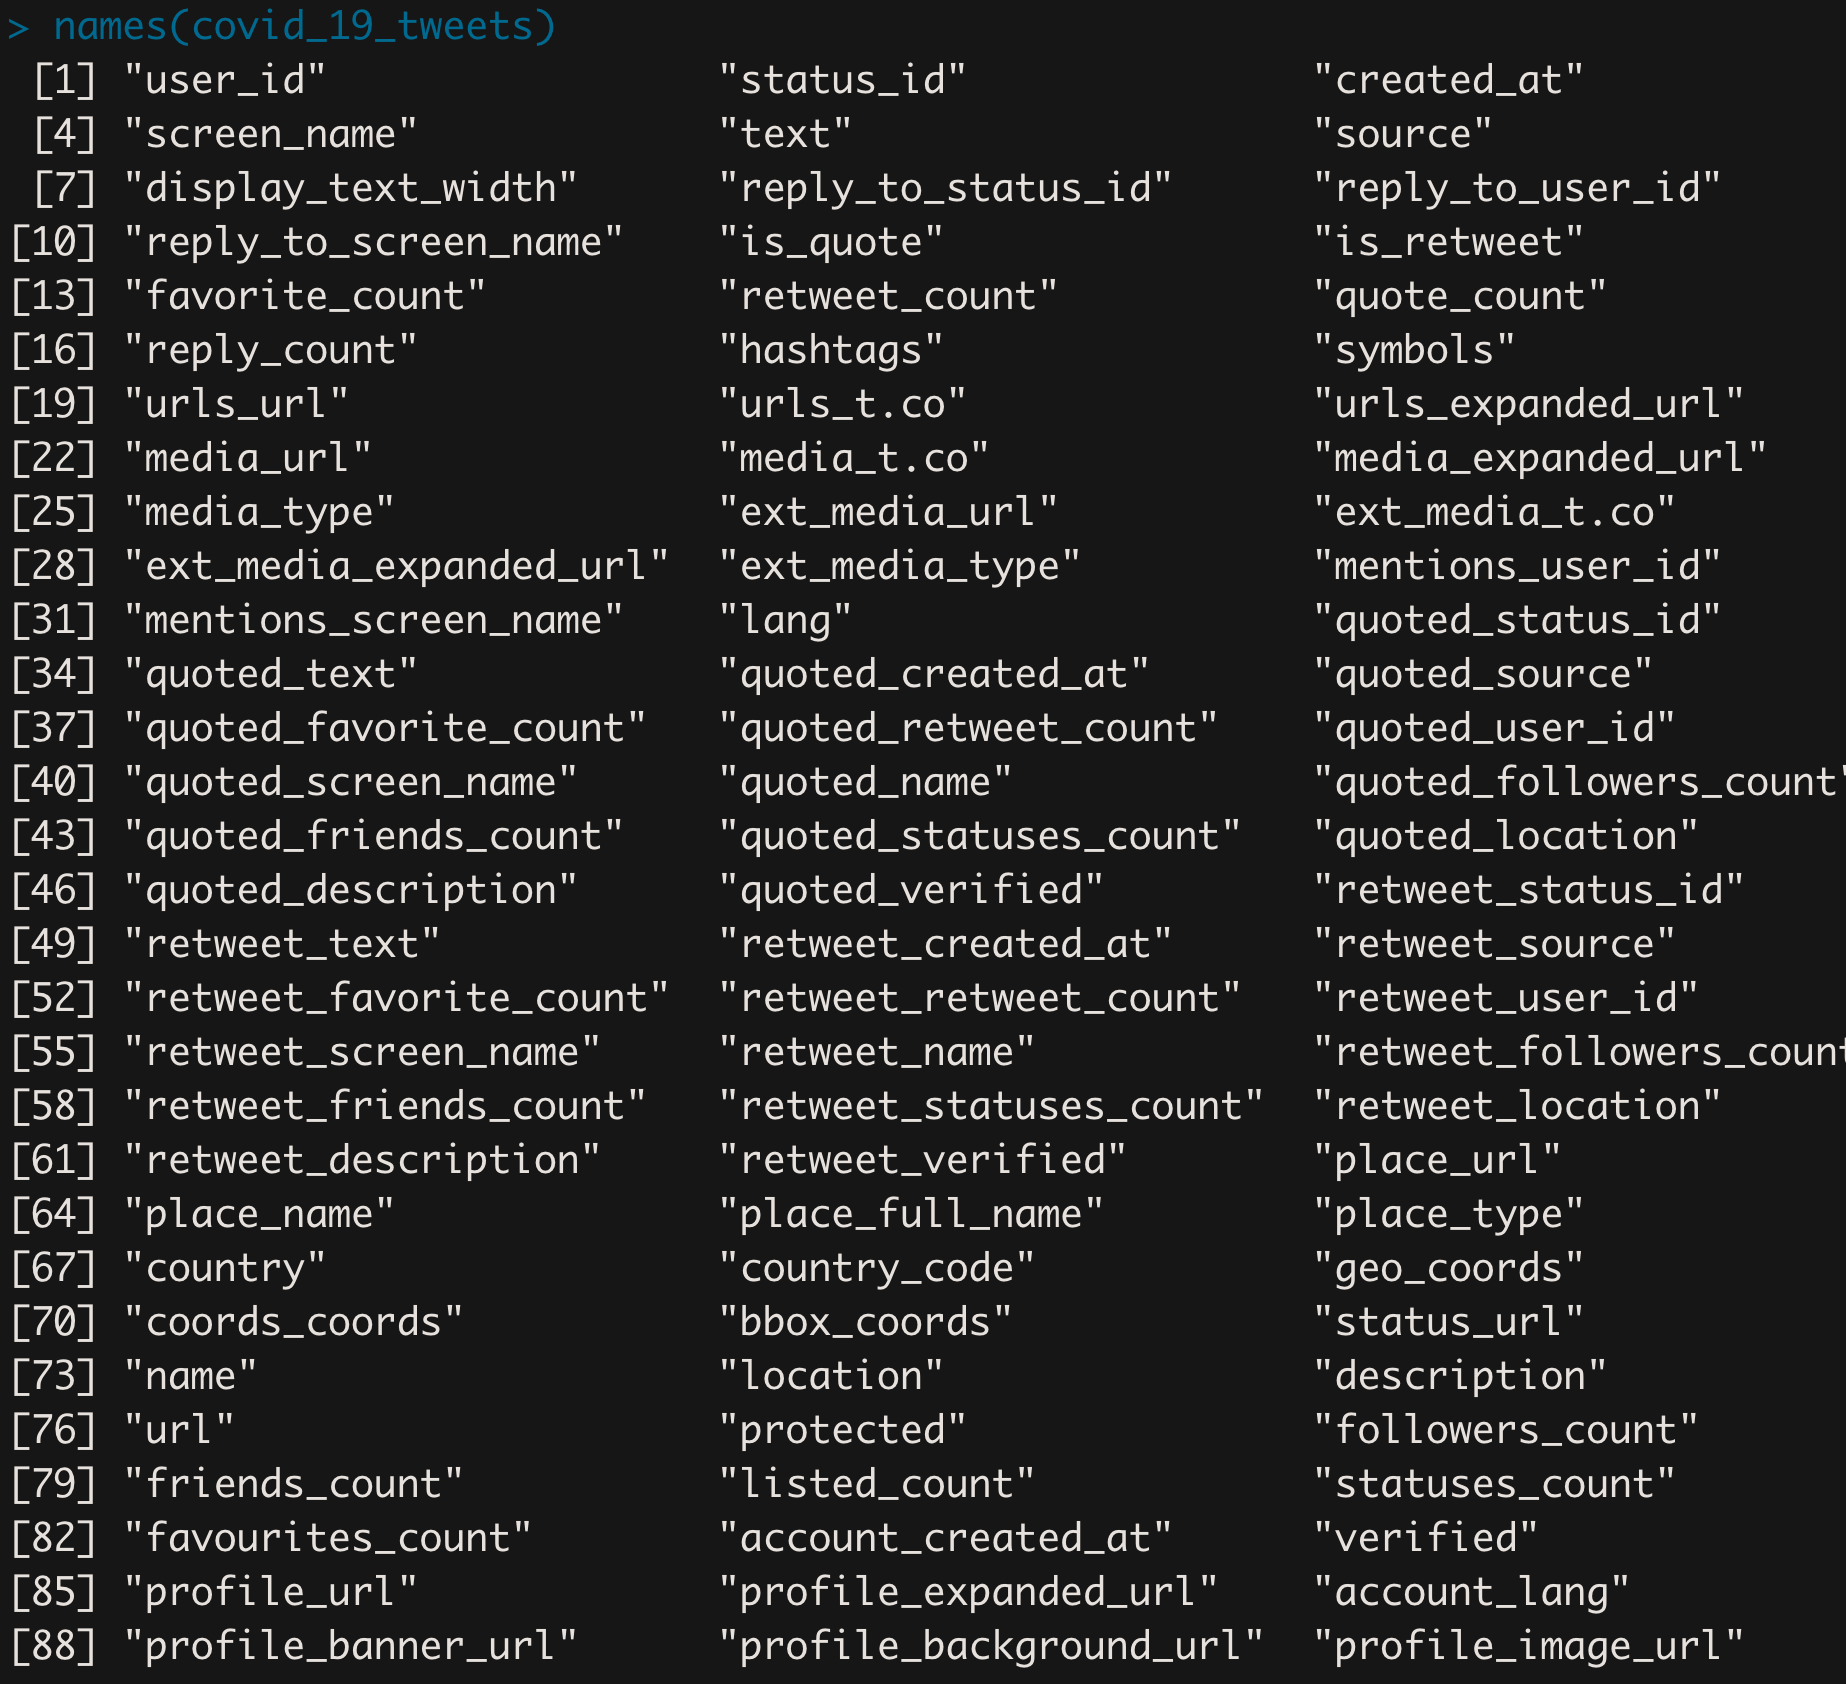 > names(covid_19_tweets)
[1] "user_id" "status_id" "created_at"
[4] "screen_name" "text" "source"
[7] "display_text_width" "reply_to_status_id" "reply_to_user_id"
[10] "reply_to_screen_name" "is_quote" "is_retweet"
[13] "favorite_count" "retweet_count" "quote_count"
[16] "reply_count" "hashtags" "symbols"
[19] "urls_url" "urls_t.co" "urls_expanded_url"
[22] "media_url" "media_t.co" "media_expanded_url"
[25] "media_type" "ext_media_url" "ext_media_t.co"
[28] "ext_media_expanded_url" "ext_media_type" "mentions_user_id"
[31] "mentions_screen_name" "lang" "quoted_status_id"
[34] "quoted_text" "quoted_created_at" "quoted_source"
[37] "quoted_favorite_count" "quoted_retweet_count" "quoted_user_id"
[40] "quoted_screen_name" "quoted_name" "quoted_followers_count"
[43] "quoted_friends_count" "quoted_statuses_count" "quoted_location"
[46] "quoted_description" "quoted_verified" "retweet_status_id"
[49] "retweet_text" "retweet_created_at" "retweet_source"
[52] "retweet_favorite_count" "retweet_retweet_count" "retweet_user_id"
[55] "retweet_screen_name" "retweet_name" "retweet_followers_count
[58] "retweet_friends_count" "retweet_statuses_count" "retweet_location"
[61] "retweet_description" "retweet_verified" "place_url"
[64] "place_name" "place_full_name" "place_type"
[67] "country" "country_code" "geo_coords"
[70] "coords_coords" "bbox_coords" "status_url"
[73] "name" "location" "description"
[76] "url" "protected" "followers_count"
[79] "friends_count" "listed_count" "statuses_count"
[82] "favourites_count" "account_created_at" "verified"
[85] "profile_url" "profile_expanded_url" "account_lang"
[88] "profile_banner_url" "profile_background_url" "profile_image_url"